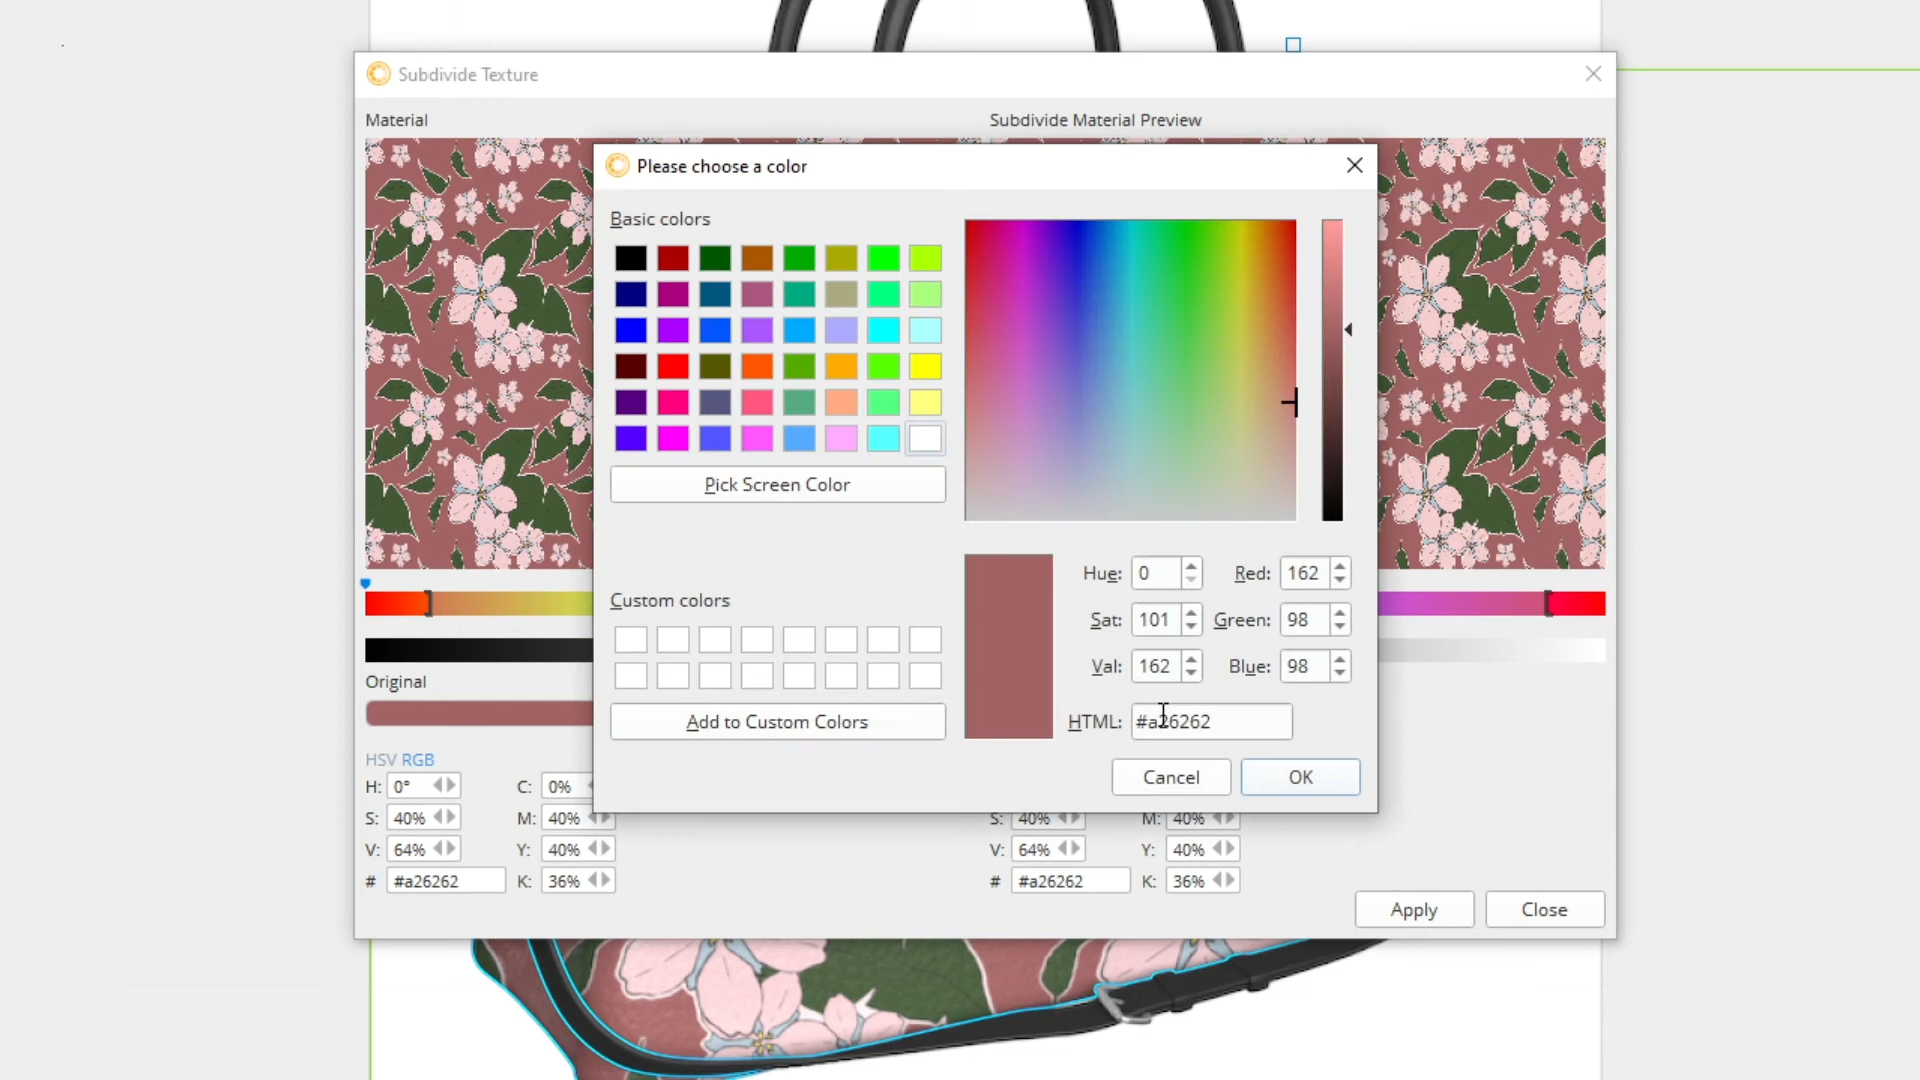 Subdivide Texture
Material
Subdivide Material Preview
Please choose a color
Basic colors
Pick Screen Color
Custom colors
Add to Custom Colors
Hue: 0 Red: 162
Sat: 101 Green: 98
Val: 162 Blue: 98
HTML: #a26262
Cancel OK
Original
HSV RGB
H: 0° C: 0%
S: 40% M: 40% S: 40% M: 40%
V: 64% Y: 40% V: 64% Y: 40%
# #a26262 K: 36% # #a26262 K: 36%
Apply Close